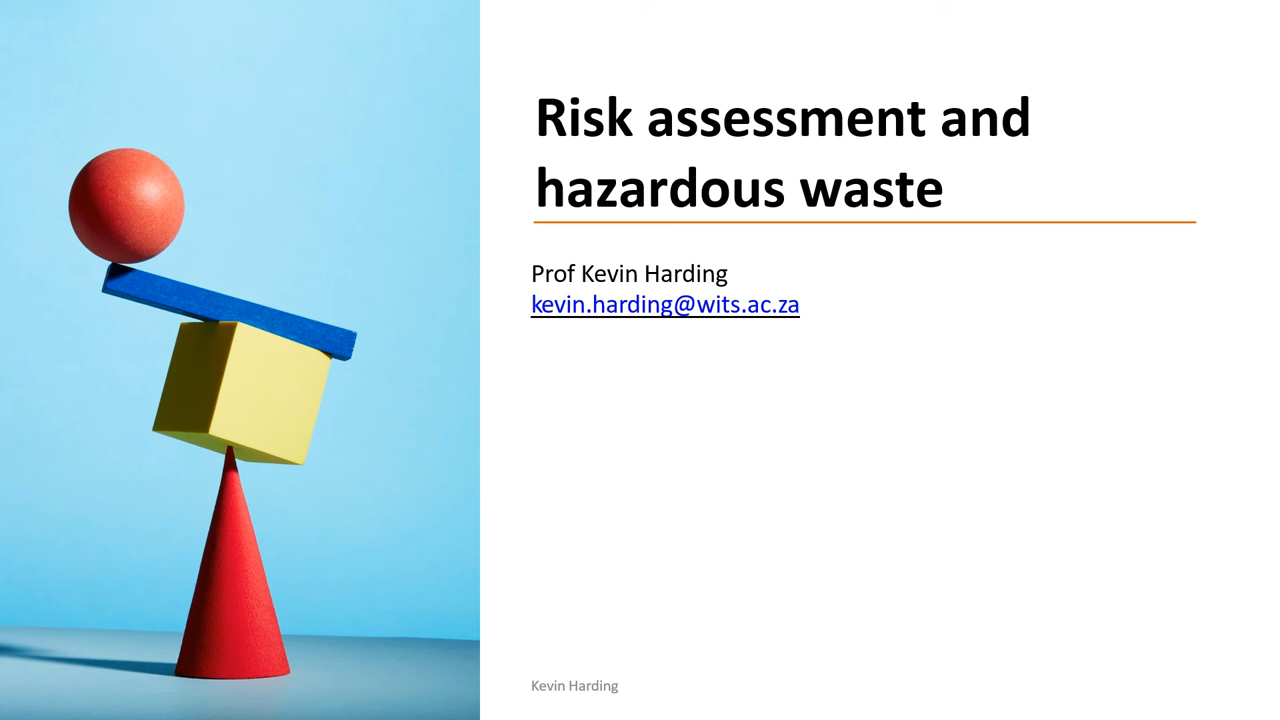 Risk assessment and
hazardous waste
Prof Kevin Harding
kevin.harding@wits.ac.za
Kevin Harding